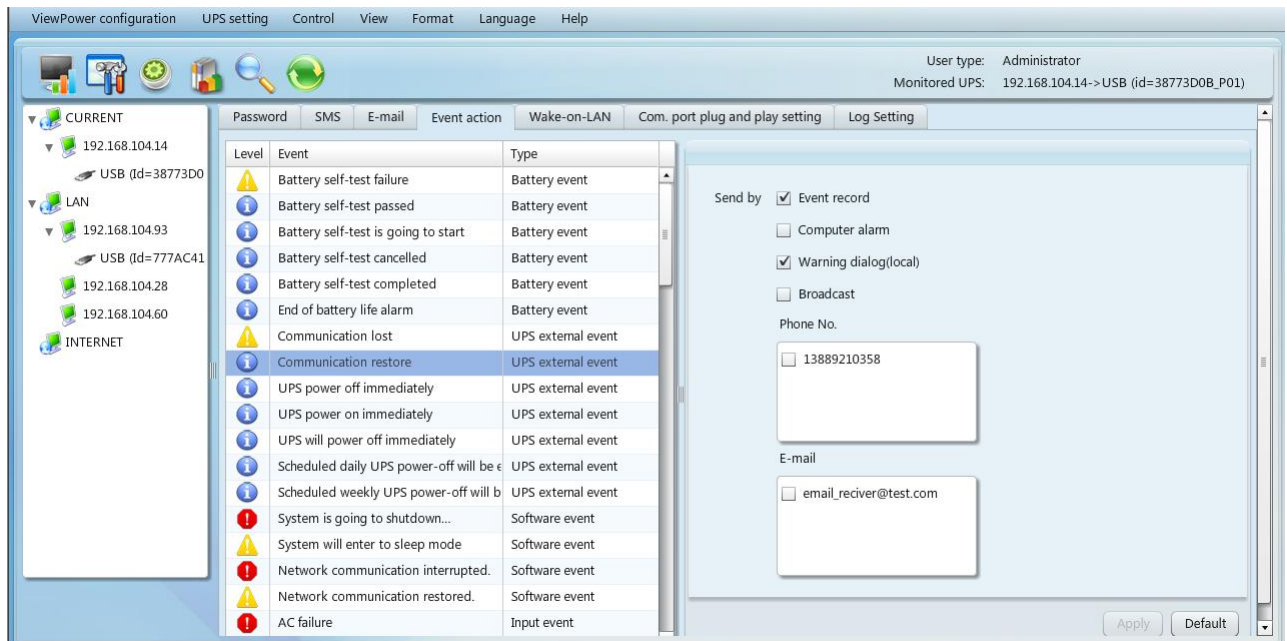 ViewPower configuration UPS setting Control View Format Language Help
User type: Administrator
Monitored UPS: 192.168.104.14->USB (id=38773D0B_P01)
CURRENT
192.168.104.14
USB (Id=38773D0
LAN
192.168.104.93
USB (Id=777AC41
192.168.104.28
192.168.104.60
INTERNET
Password SMS E-mail Event action Wake-on-LAN Com. port plug and play setting Log Setting
Level Event Type
Battery self-test failure Battery event
Battery self-test passed Battery event
Battery self-test is going to start Battery event
Battery self-test cancelled Battery event
Battery self-test completed Battery event
End of battery life alarm Battery event
Communication lost UPS external event
Communication restore UPS external event
UPS power off immediately UPS external event
UPS power on immediately UPS external event
UPS will power off immediately UPS external event
Scheduled daily UPS power-off will be e UPS external event
Scheduled weekly UPS power-off will b UPS external event
System is going to shutdown... Software event
System will enter to sleep mode Software event
Network communication interrupted. Software event
Network communication restored. Software event
AC failure Input event
Send by Event record
Computer alarm
Warning dialog(local)
Broadcast
Phone No.
13889210358
E-mail
email_reciver@test.com
Apply Default